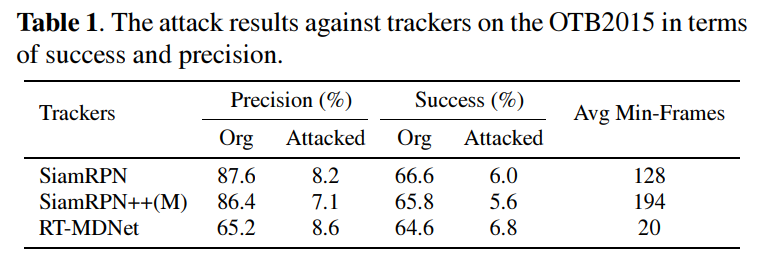 Table 1. The attack results against trackers on the OTB2015 in terms
of success and precision.
Trackers Precision (%) Success (%) Avg Min-Frames
Org Attacked Org Attacked
SiamRPN 87.6 8.2 66.6 6.0 128
SiamRPN++(M) 86.4 7.1 65.8 5.6 194
RT-MDNet 65.2 8.6 64.6 6.8 20